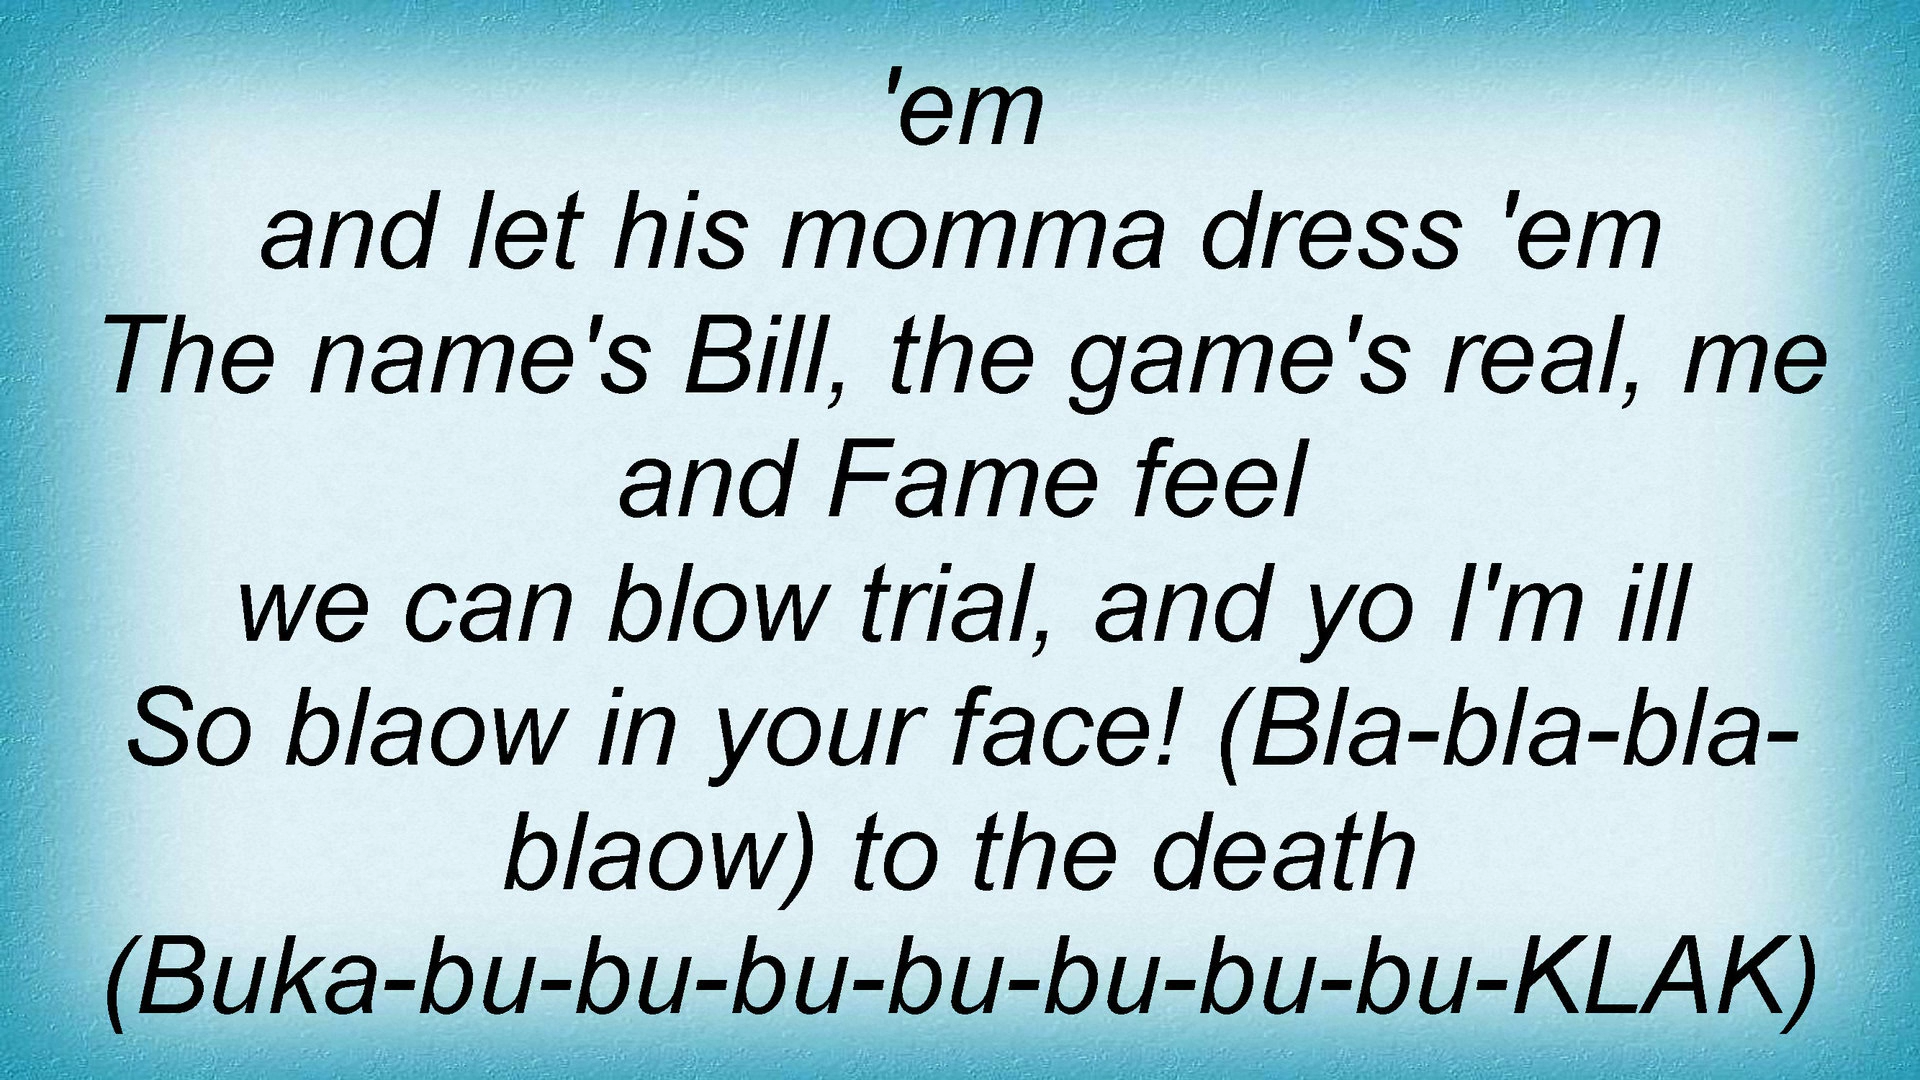 'em
and let his momma dress 'em
The name's Bill, the game's real, me
and Fame feel
we can blow trial, and yo I'm ill
So blaow in your face! (Bla-bla-bla-
blaow) to the death
(Buka-bu-bu-bu-bu-bu-bu-bu-KLAK)